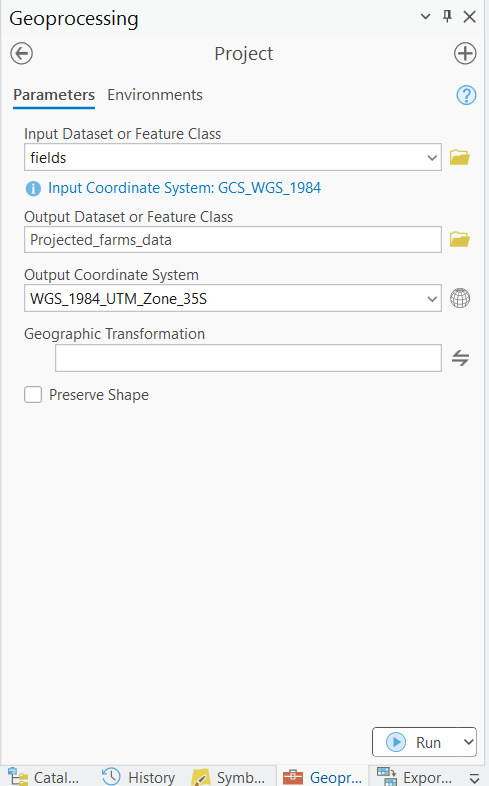 Geoprocessing
Project
Parameters Environments
Input Dataset or Feature Class
fields
Input Coordinate System: GCS_WGS_1984
Output Dataset or Feature Class
Projected_farms_data
Output Coordinate System
WGS_1984_UTM_Zone_35S
Geographic Transformation
Preserve Shape
Run
Catal... History Symb... Geopr... Expor...